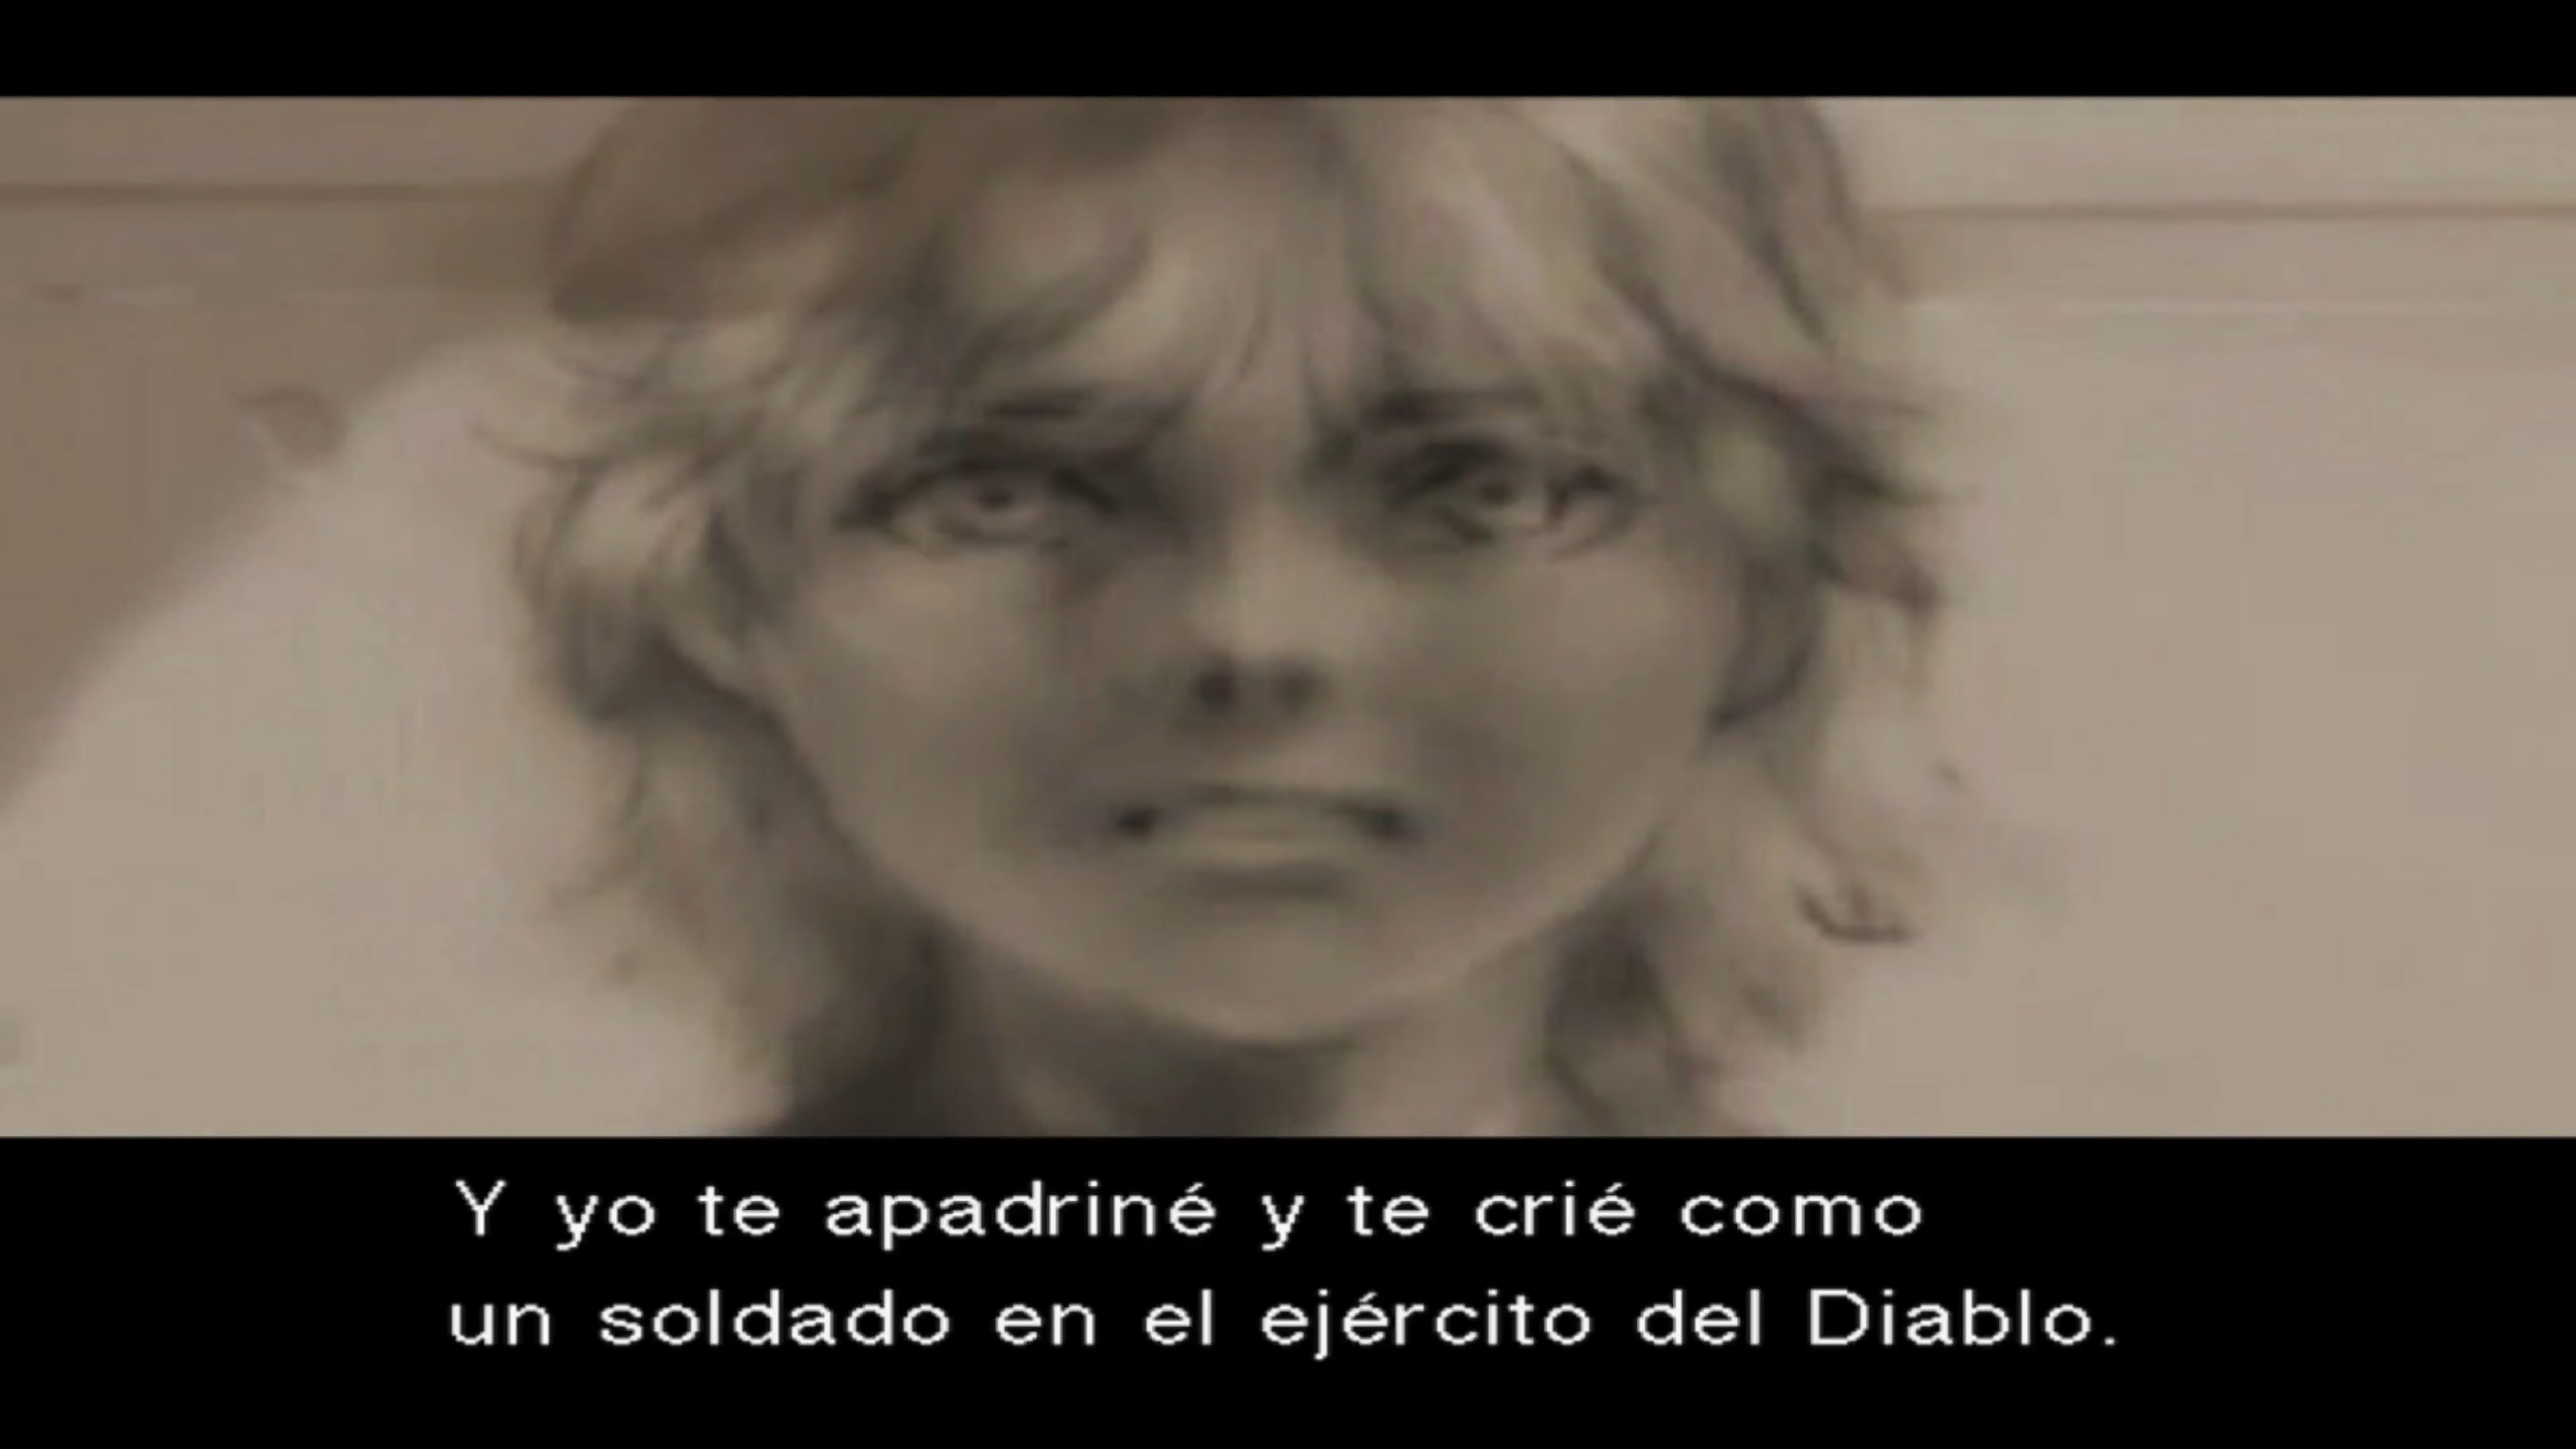 Y yo te apadriné y te crié como
un soldado en el ejército del Diablo.